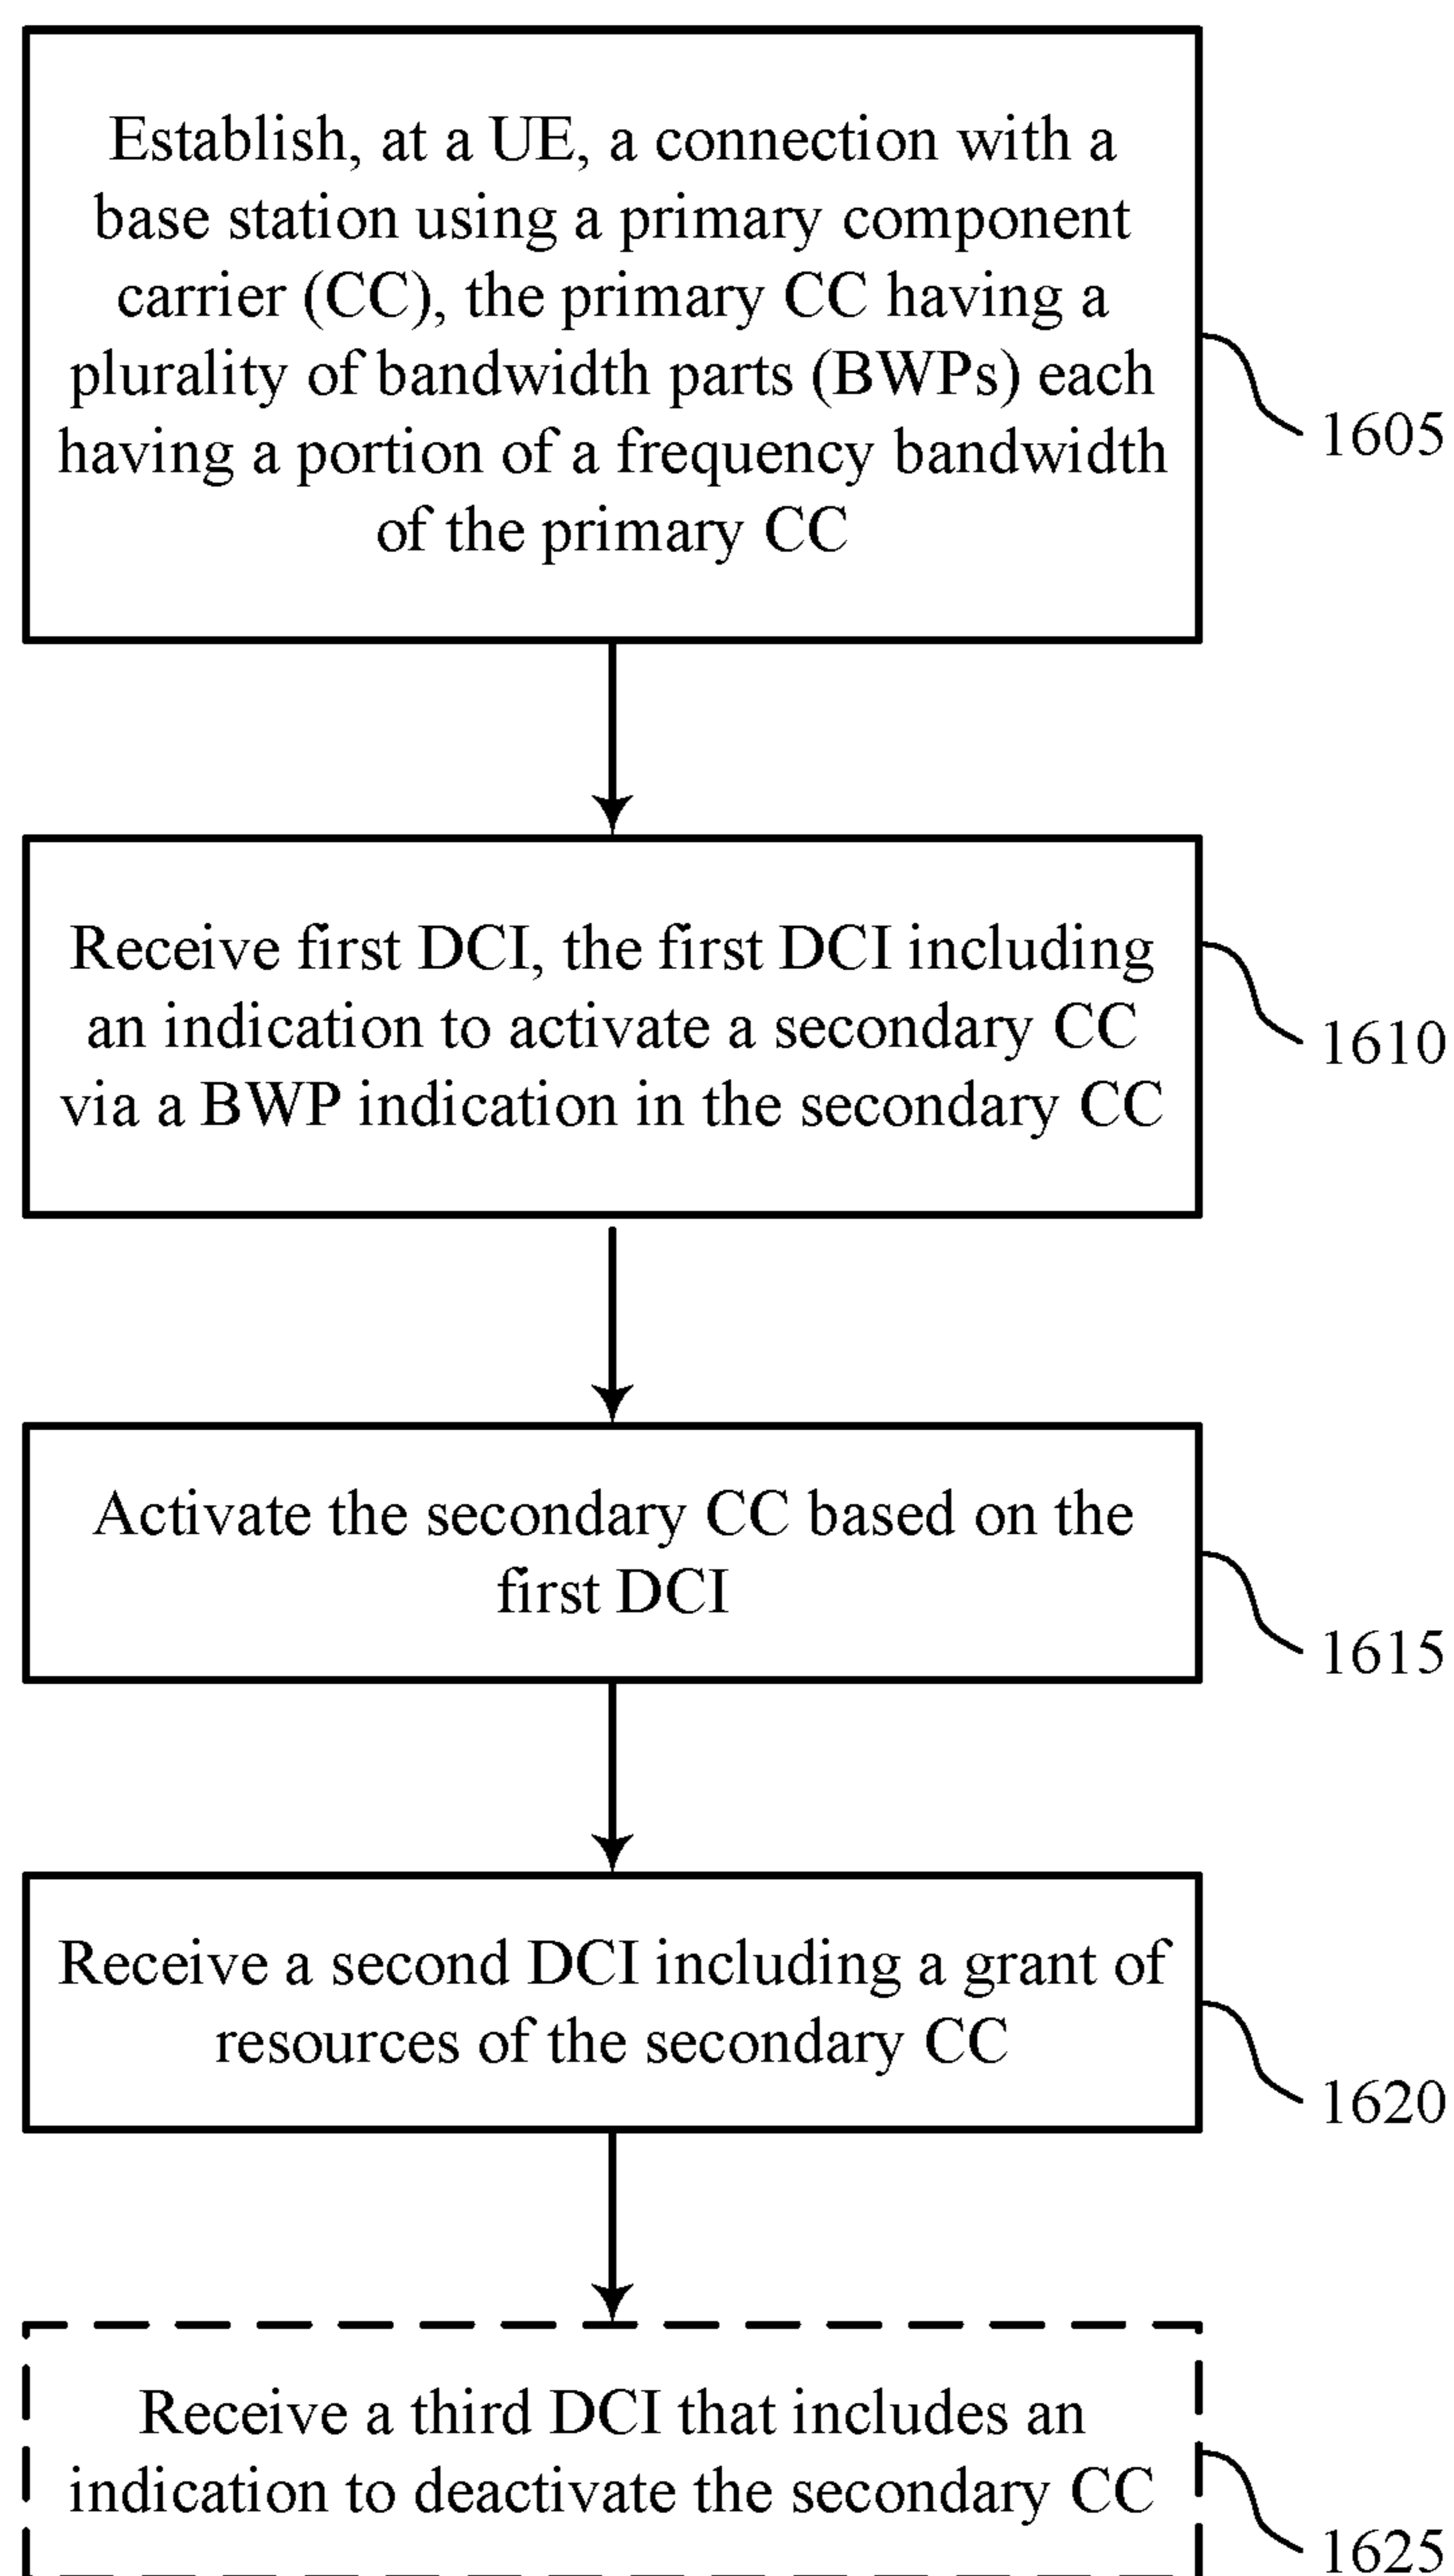 Establish, at a UE, a connection with a
base station using a primary component
carrier (CC), the primary CC having a
plurality of bandwidth parts (BWPs) each
having a portion of a frequency bandwidth
of the primary CC
1605
Receive first DCI, the first DCI including
an indication to activate a secondary CC
via a BWP indication in the secondary CC
1610
Activate the secondary CC based on the
first DCI
1615
Receive a second DCI including a grant of
resources of the secondary CC
1620
Receive a third DCI that includes an
indication to deactivate the secondary CC
1625